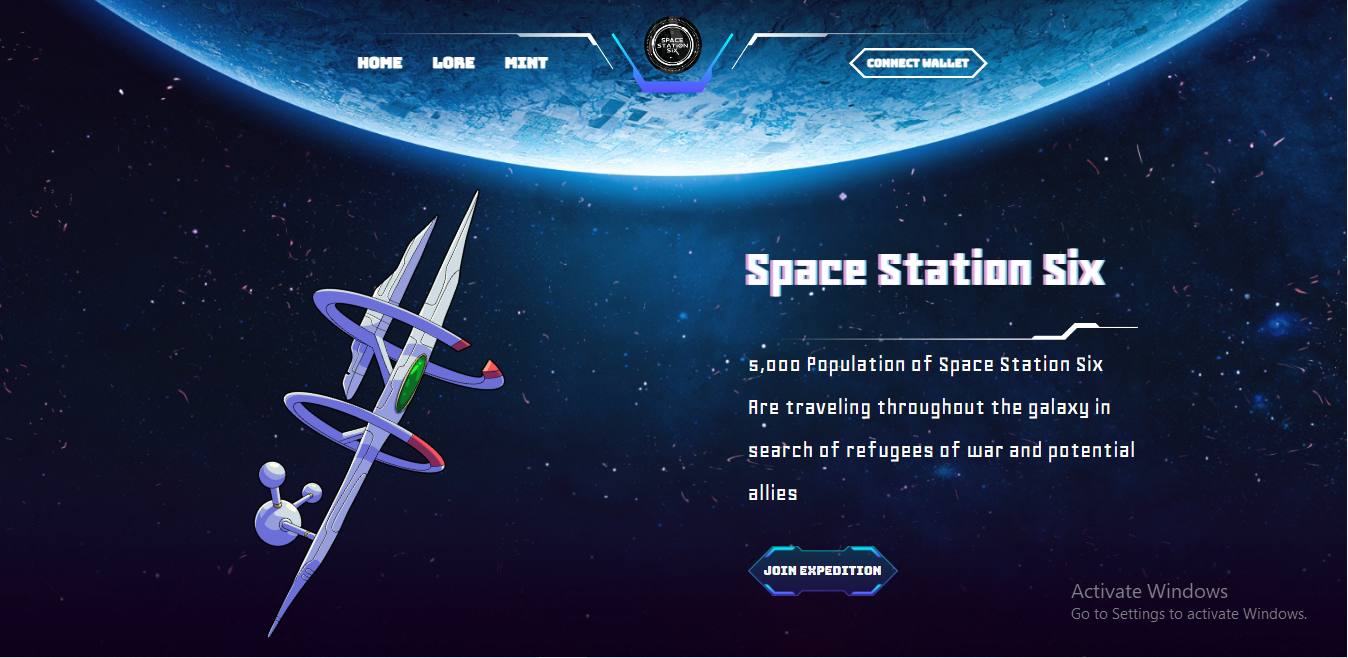 HOME LORE MINT
SPACE
STATION
SIX
CONNECT WALLET
Space Station Six
5,000 Population of Space Station Six
Are traveling throughout the galaxy in
search of refugees of war and potential
allies
JOIN EXPEDITION
Activate Windows
Go to Settings to activate Windows.